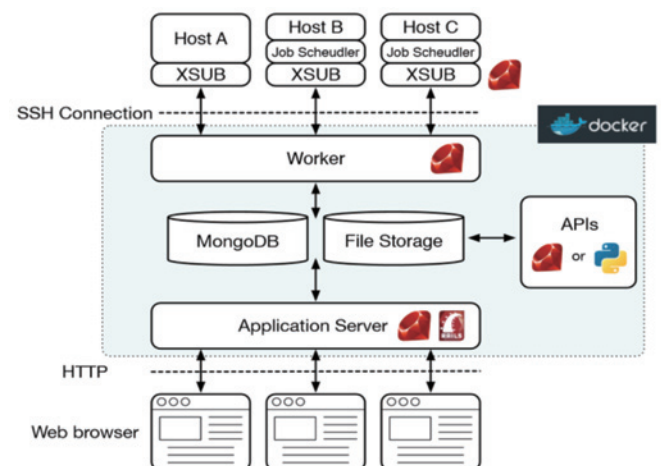 Host A
Host B
Host C
Job Scheudler
Job Scheudler
XSUB
XSUB
XSUB
SSH Connection
docker
Worker
MongoDB
File Storage
APIs
or
Application Server
RAILS
HTTP
Web browser